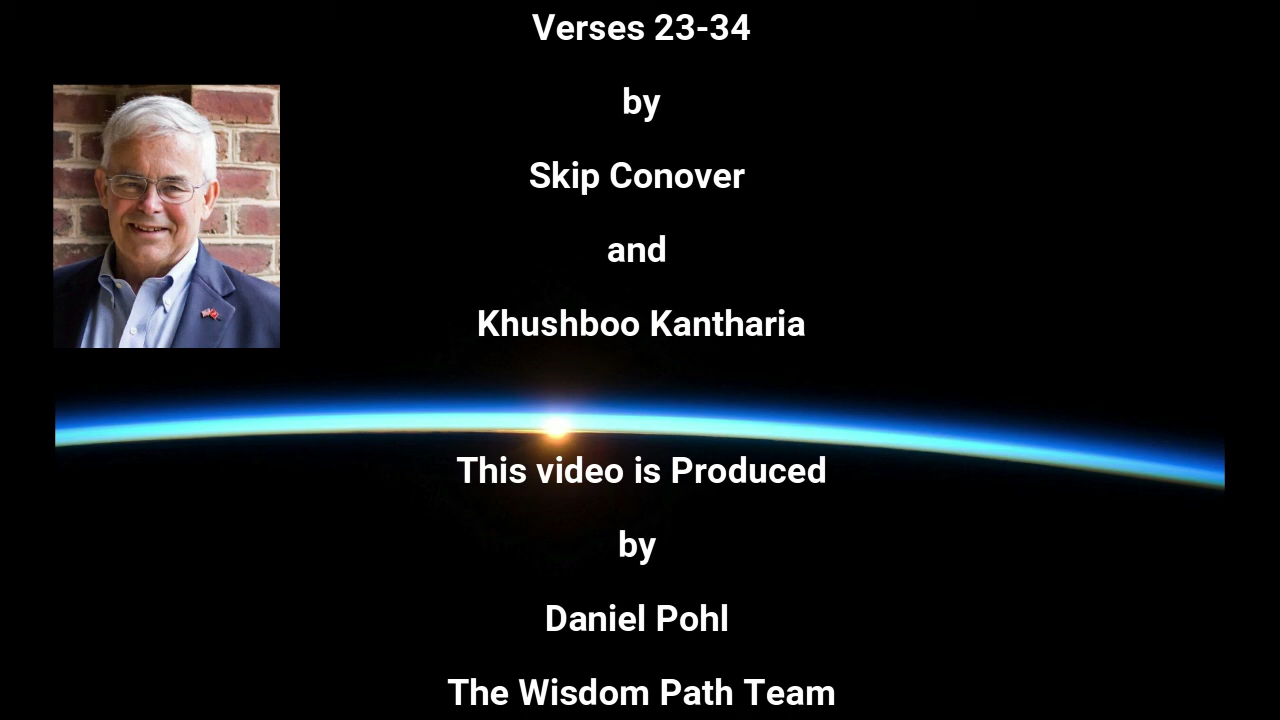 Verses 23-34
by
Skip Conover
and
Khushboo Kantharia
This video is Produced
by
Daniel Pohl
The Wisdom Path Team